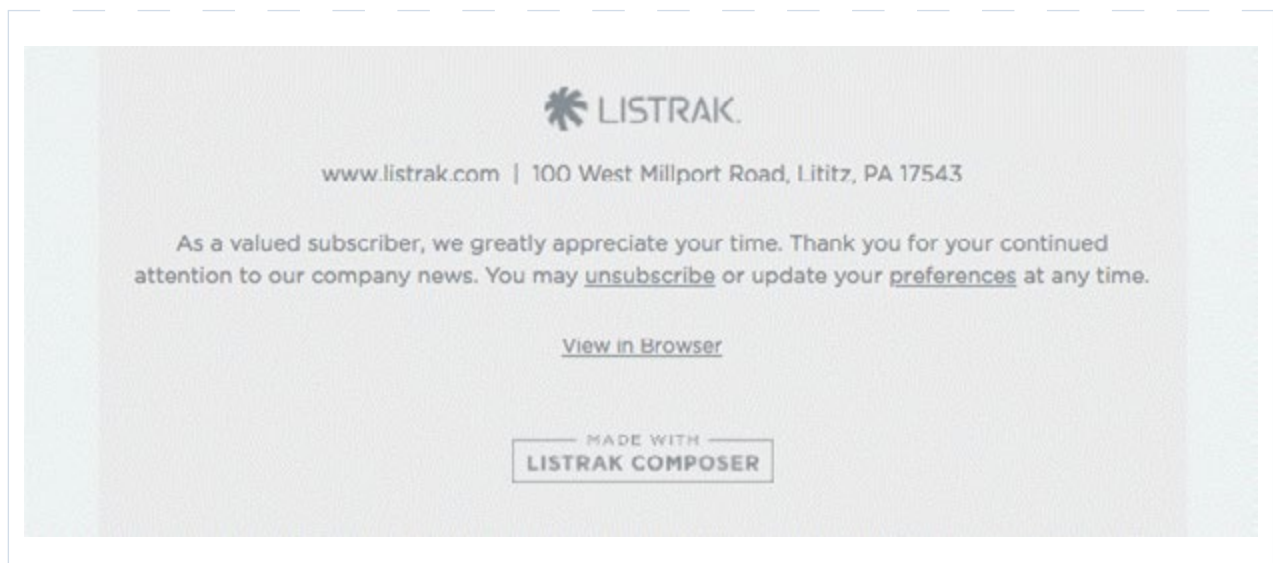 LISTRAK.
www.listrak.com | 100 West Millport Road, Lititz, PA 17543
As a valued subscriber, we greatly appreciate your time. Thank you for your continued
attention to our company news. You may unsubscribe or update your preferences at any time.
View in Browser
MADE WITH
LISTRAK COMPOSER